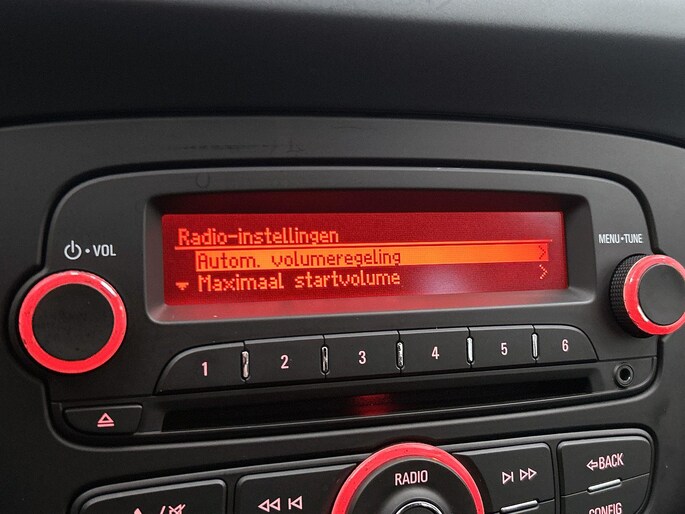 Radio-instellingen
Autom. volumeregeling
Maximaal startvolume
VOL
MENU•TUNE
1 2 3 4 5 6
RADIO
BACK
CONFIG